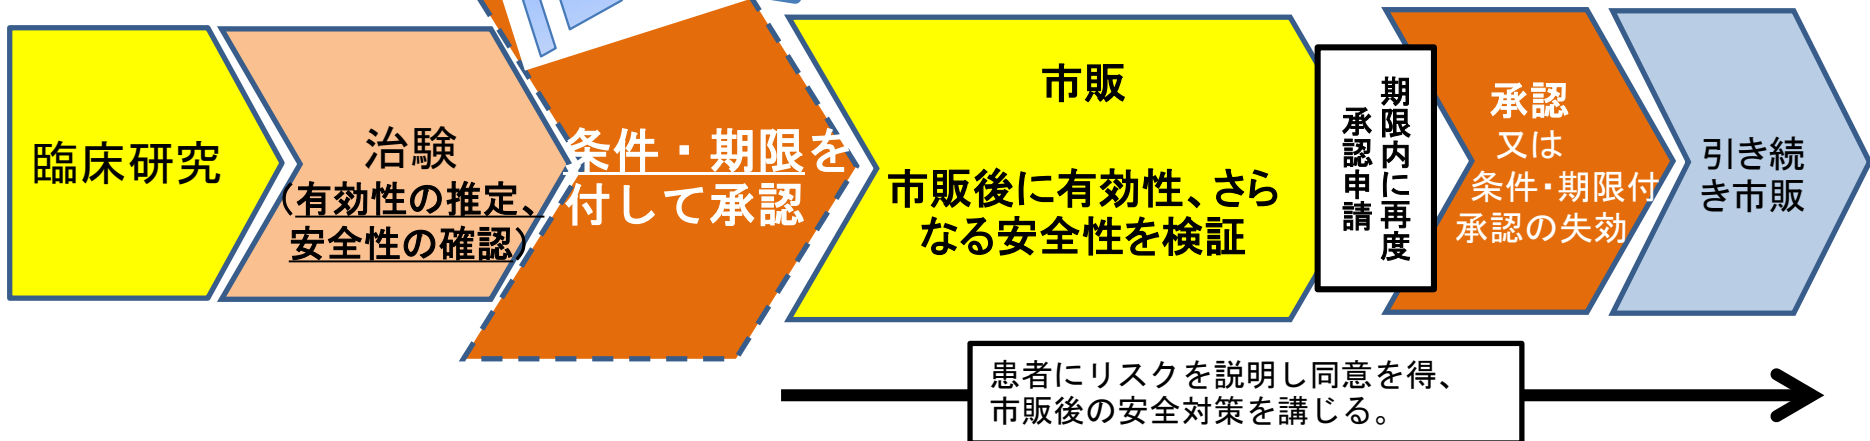 臨床研究
治験
（有効性の推定、
安全性の確認）
条件・期限を
付して承認
市販
市販後に有効性、さら
なる安全性を検証
期限内に再度
承認申請
承認
又は
条件・期限付
承認の失効
引き続
き市販
患者にリスクを説明し同意を得、
市販後の安全対策を講じる。